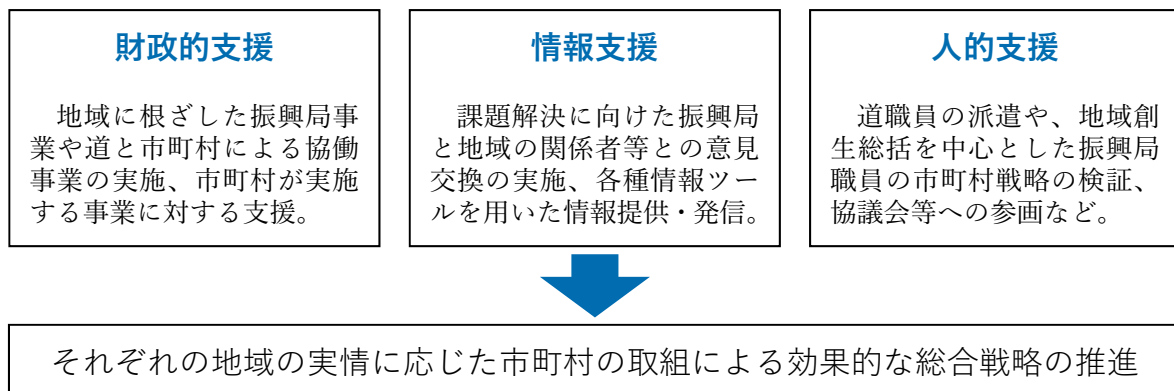 財政的支援
地域に根ざした振興局事
業や道と市町村による協働
事業の実施、市町村が実施
する事業に対する支援。
情報支援
課題解決に向けた振興局
と地域の関係者等との意見
交換の実施、各種情報ツー
ルを用いた情報提供・発信。
人的支援
道職員の派遣や、地域創
生総括を中心とした振興局
職員の市町村戦略の検証、
協議会等への参画など。
それぞれの地域の実情に応じた市町村の取組による効果的な総合戦略の推進